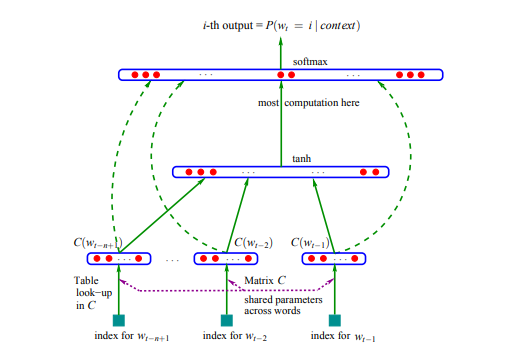 i-th output = P(w_t = i | context)
softmax
. . .
. . .
most computation here
tanh
. . .
. . .
C(w_{t−n+1}) C(w_{t−2}) C(w_{t−1})
. . .
. . .
. . .
. . .
Table
look−up
in C
Matrix C
shared parameters
across words
index for w_{t−n+1} index for w_{t−2} index for w_{t−1}